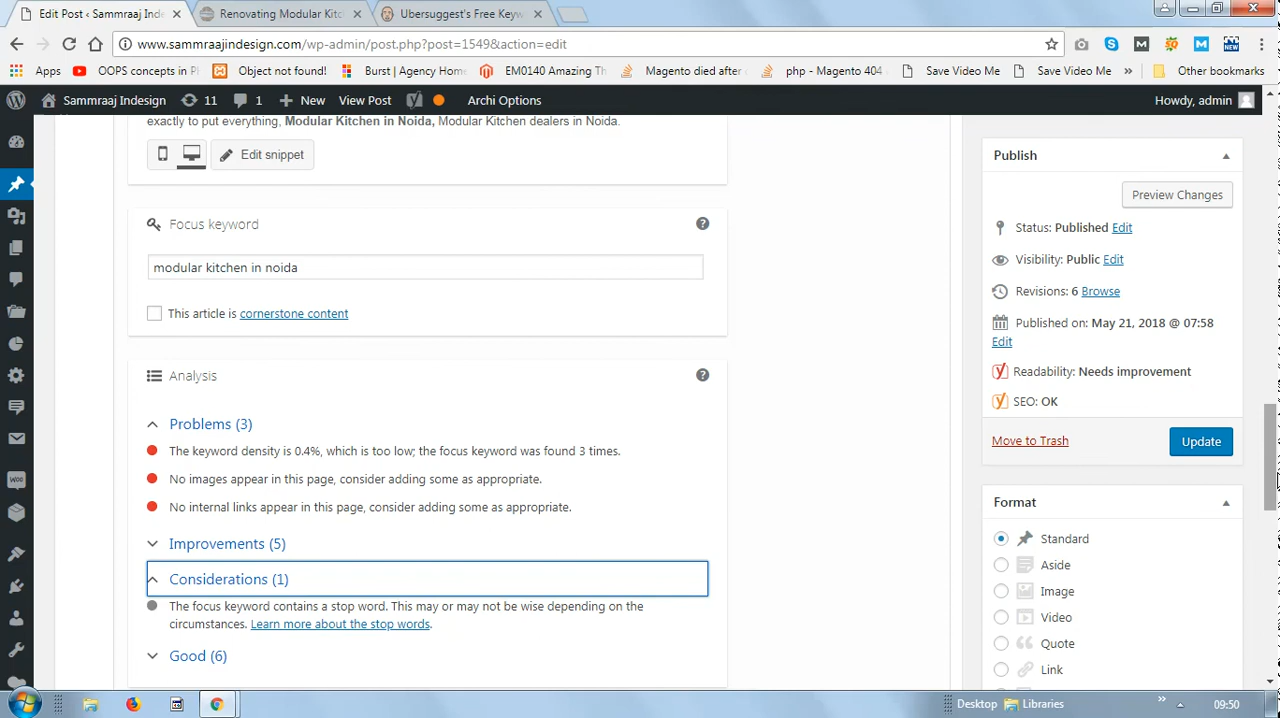 Edit Post ‹ Sammraaj Inde
Renovating Modular Kitc
Ubersuggest's Free Keyw
www.sammraajindesign.com/wp-admin/post.php?post=1549&action=edit
Apps
OOPS concepts in P
Object not found!
Burst | Agency Hom
EM0140 Amazing Th
Magento died after
php - Magento 404
Save Video Me
Save Video Me
»
Other bookmarks
Sammraaj Indesign
11
1
New
View Post
Archi Options
Howdy, admin
exactly to put everything, Modular Kitchen in Noida, Modular Kitchen dealers in Noida.
Edit snippet
Focus keyword
modular kitchen in noida
This article is cornerstone content
Analysis
Problems (3)
The keyword density is 0.4%, which is too low; the focus keyword was found 3 times.
No images appear in this page, consider adding some as appropriate.
No internal links appear in this page, consider adding some as appropriate.
Improvements (5)
Considerations (1)
The focus keyword contains a stop word. This may or may not be wise depending on the
circumstances. Learn more about the stop words.
Good (6)
Publish
Preview Changes
Status: Published Edit
Visibility: Public Edit
Revisions: 6 Browse
Published on: May 21, 2018 @ 07:58
Edit
Readability: Needs improvement
SEO: OK
Move to Trash
Update
Format
Standard
Aside
Image
Video
Quote
Link
Desktop
Libraries
»
09:50